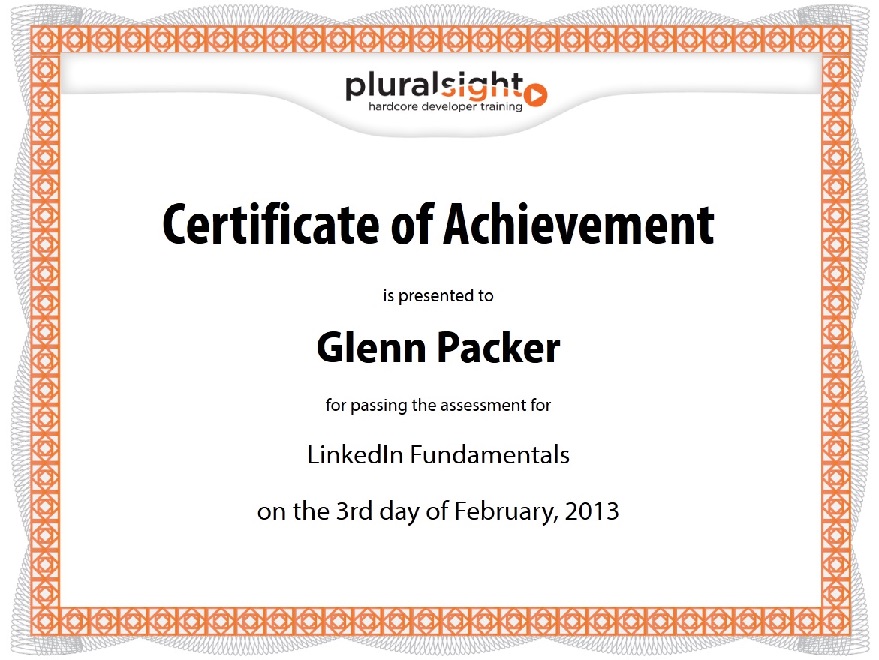 pluralsight
hardcore developer training
Certificate of Achievement
is presented to
Glenn Packer
for passing the assessment for
LinkedIn Fundamentals
on the 3rd day of February, 2013